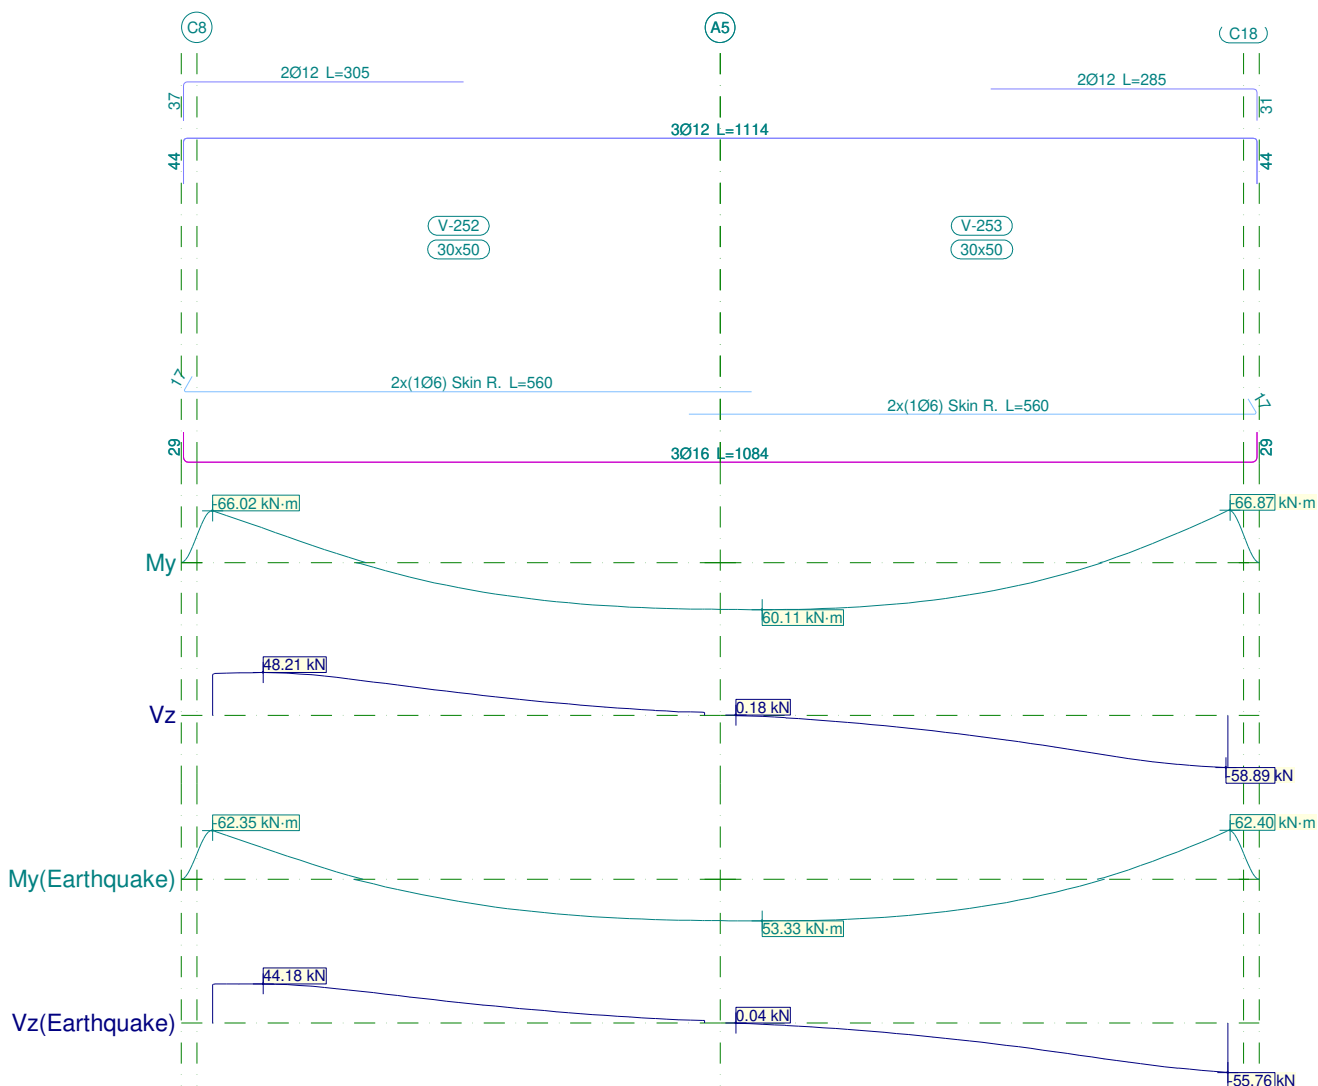 C8 A5 C18
2Ø12 L=305
2Ø12 L=285
37
31
3Ø12 L=1114
44
44
V-252 V-253
30x50 30x50
17
2x(1Ø6) Skin R. L=560
2x(1Ø6) Skin R. L=560
17
29
3Ø16 L=1084
29
-66.02 kN·m
-66.87 kN·m
My
60.11 kN·m
48.21 kN
Vz
0.18 kN
-58.89 kN
-62.35 kN·m
-62.40 kN·m
My(Earthquake)
53.33 kN·m
44.18 kN
Vz(Earthquake)
0.04 kN
-55.76 kN